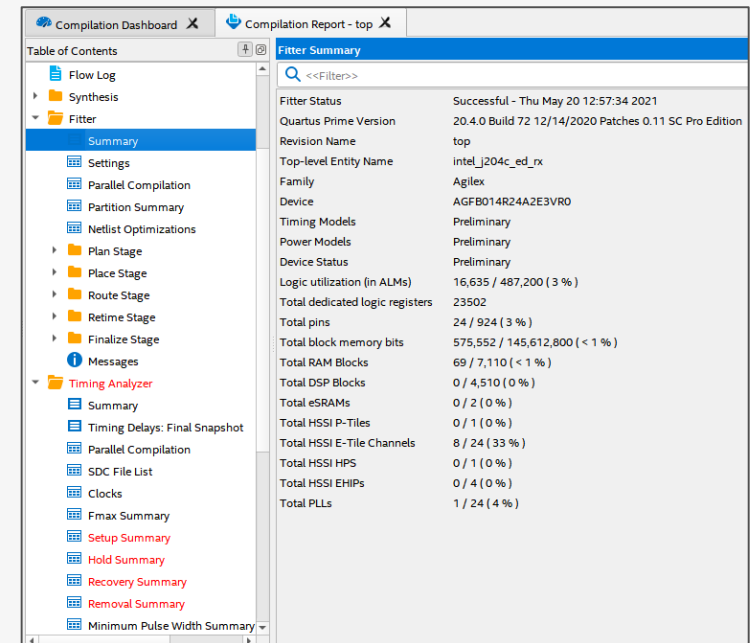 Compilation Dashboard X
Compilation Report - top X
Table of Contents
Flow Log
Synthesis
Fitter
Summary
Settings
Parallel Compilation
Partition Summary
Netlist Optimizations
Plan Stage
Place Stage
Route Stage
Retime Stage
Finalize Stage
Messages
Timing Analyzer
Summary
Timing Delays: Final Snapshot
Parallel Compilation
SDC File List
Clocks
Fmax Summary
Setup Summary
Hold Summary
Recovery Summary
Removal Summary
Minimum Pulse Width Summary
Fitter Summary
<<Filter>>
Fitter Status Successful - Thu May 20 12:57:34 2021
Quartus Prime Version 20.4.0 Build 72 12/14/2020 Patches 0.11 SC Pro Edition
Revision Name top
Top-level Entity Name intel_j204c_ed_rx
Family Agilex
Device AGFB014R24A2E3VR0
Timing Models Preliminary
Power Models Preliminary
Device Status Preliminary
Logic utilization (in ALMs) 16,635 / 487,200 ( 3 % )
Total dedicated logic registers 23502
Total pins 24 / 924 ( 3 % )
Total block memory bits 575,552 / 145,612,800 ( < 1 % )
Total RAM Blocks 69 / 7,110 ( < 1 % )
Total DSP Blocks 0 / 4,510 ( 0 % )
Total eSRAMs 0 / 2 ( 0 % )
Total HSSI P-Tiles 0 / 1 ( 0 % )
Total HSSI E-Tile Channels 8 / 24 ( 33 % )
Total HSSI HPS 0 / 1 ( 0 % )
Total HSSI EHIPs 0 / 4 ( 0 % )
Total PLLs 1 / 24 ( 4 % )